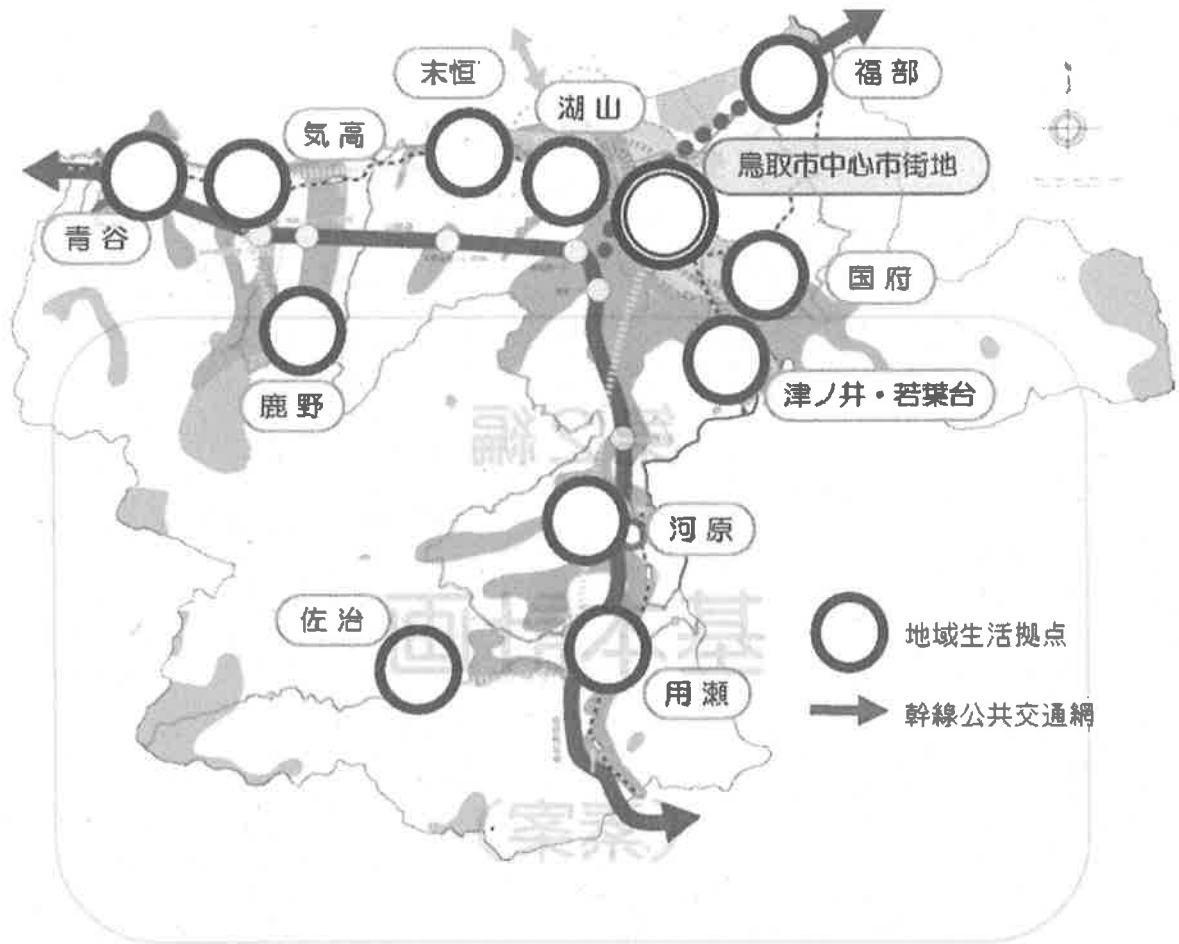 末恒
福部
湖山
気高
鳥取市中心市街地
青谷
国府
鹿野
津ノ井・若葉台
河原
佐治
地域生活拠点
用瀬
幹線公共交通網